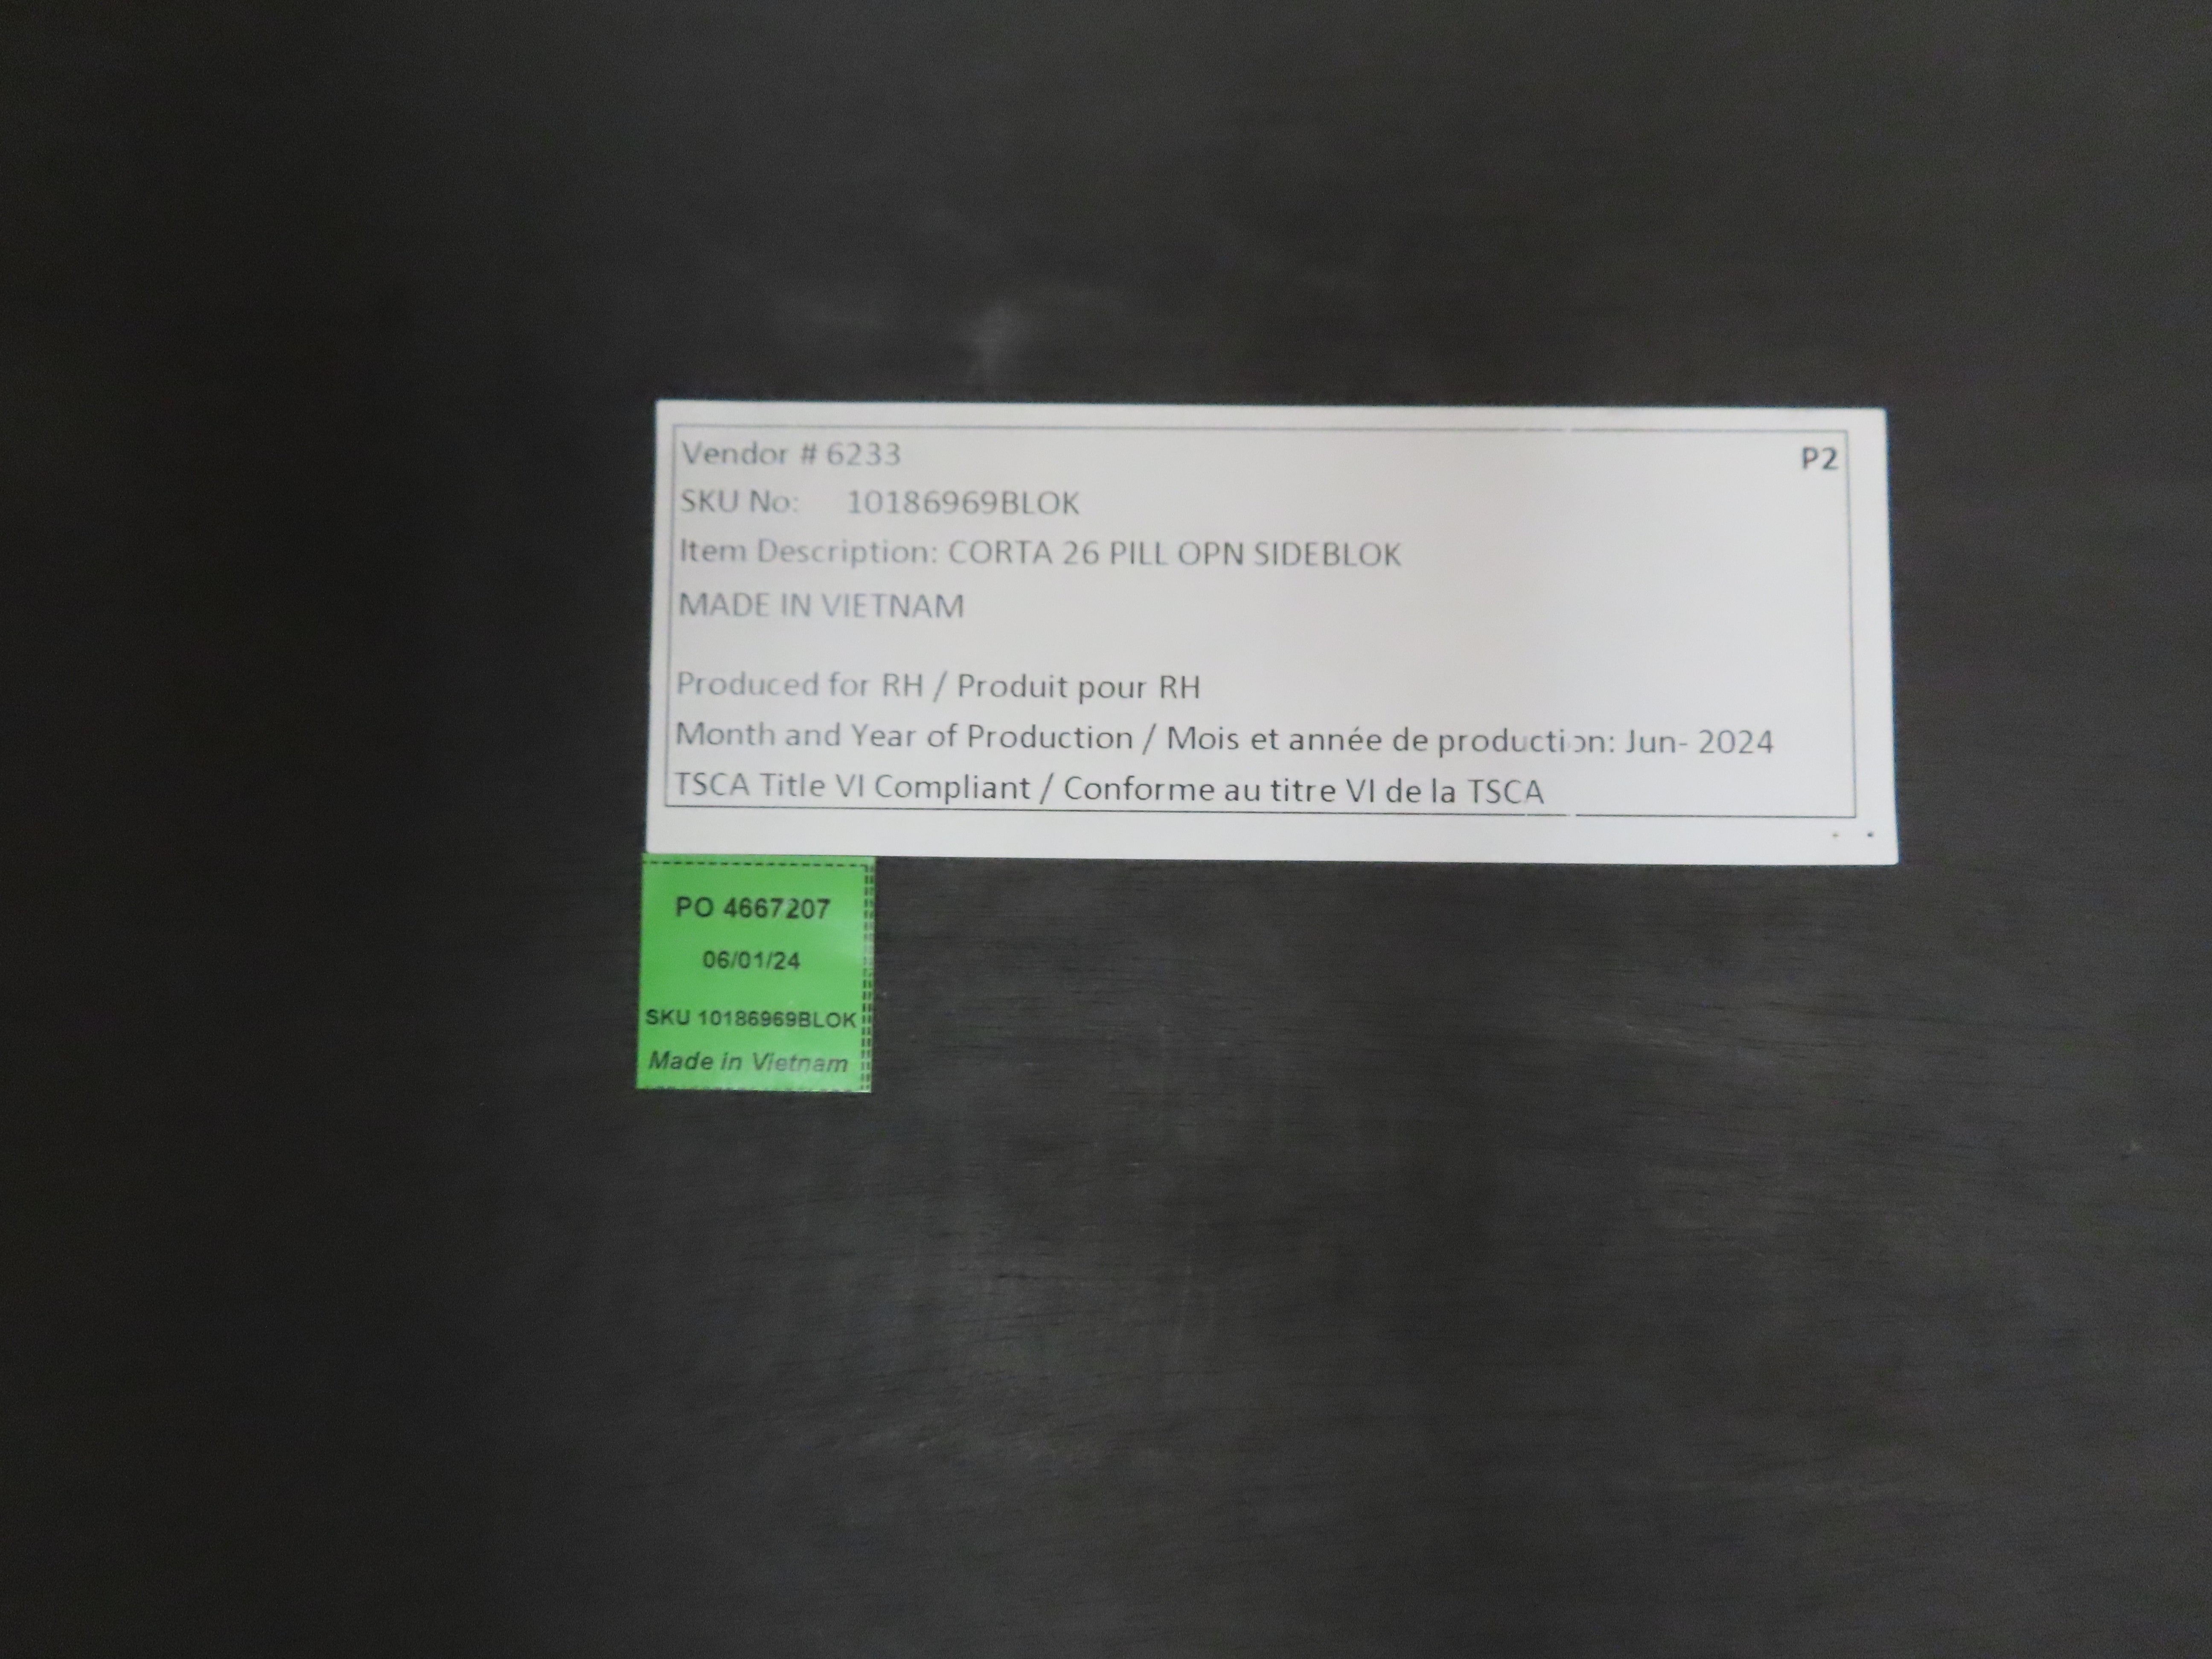 Vendor # 6233
P2
SKU No: 10186969BLOK
Item Description: CORTA 26 PILL OPN SIDEBLOK
MADE IN VIETNAM
Produced for RH / Produit pour RH
Month and Year of Production / Mois et année de production: Jun- 2024
TSCA Title VI Compliant / Conforme au titre VI de la TSCA
PO 4667207
06/01/24
SKU 10186969BLOK
Made in Vietnam